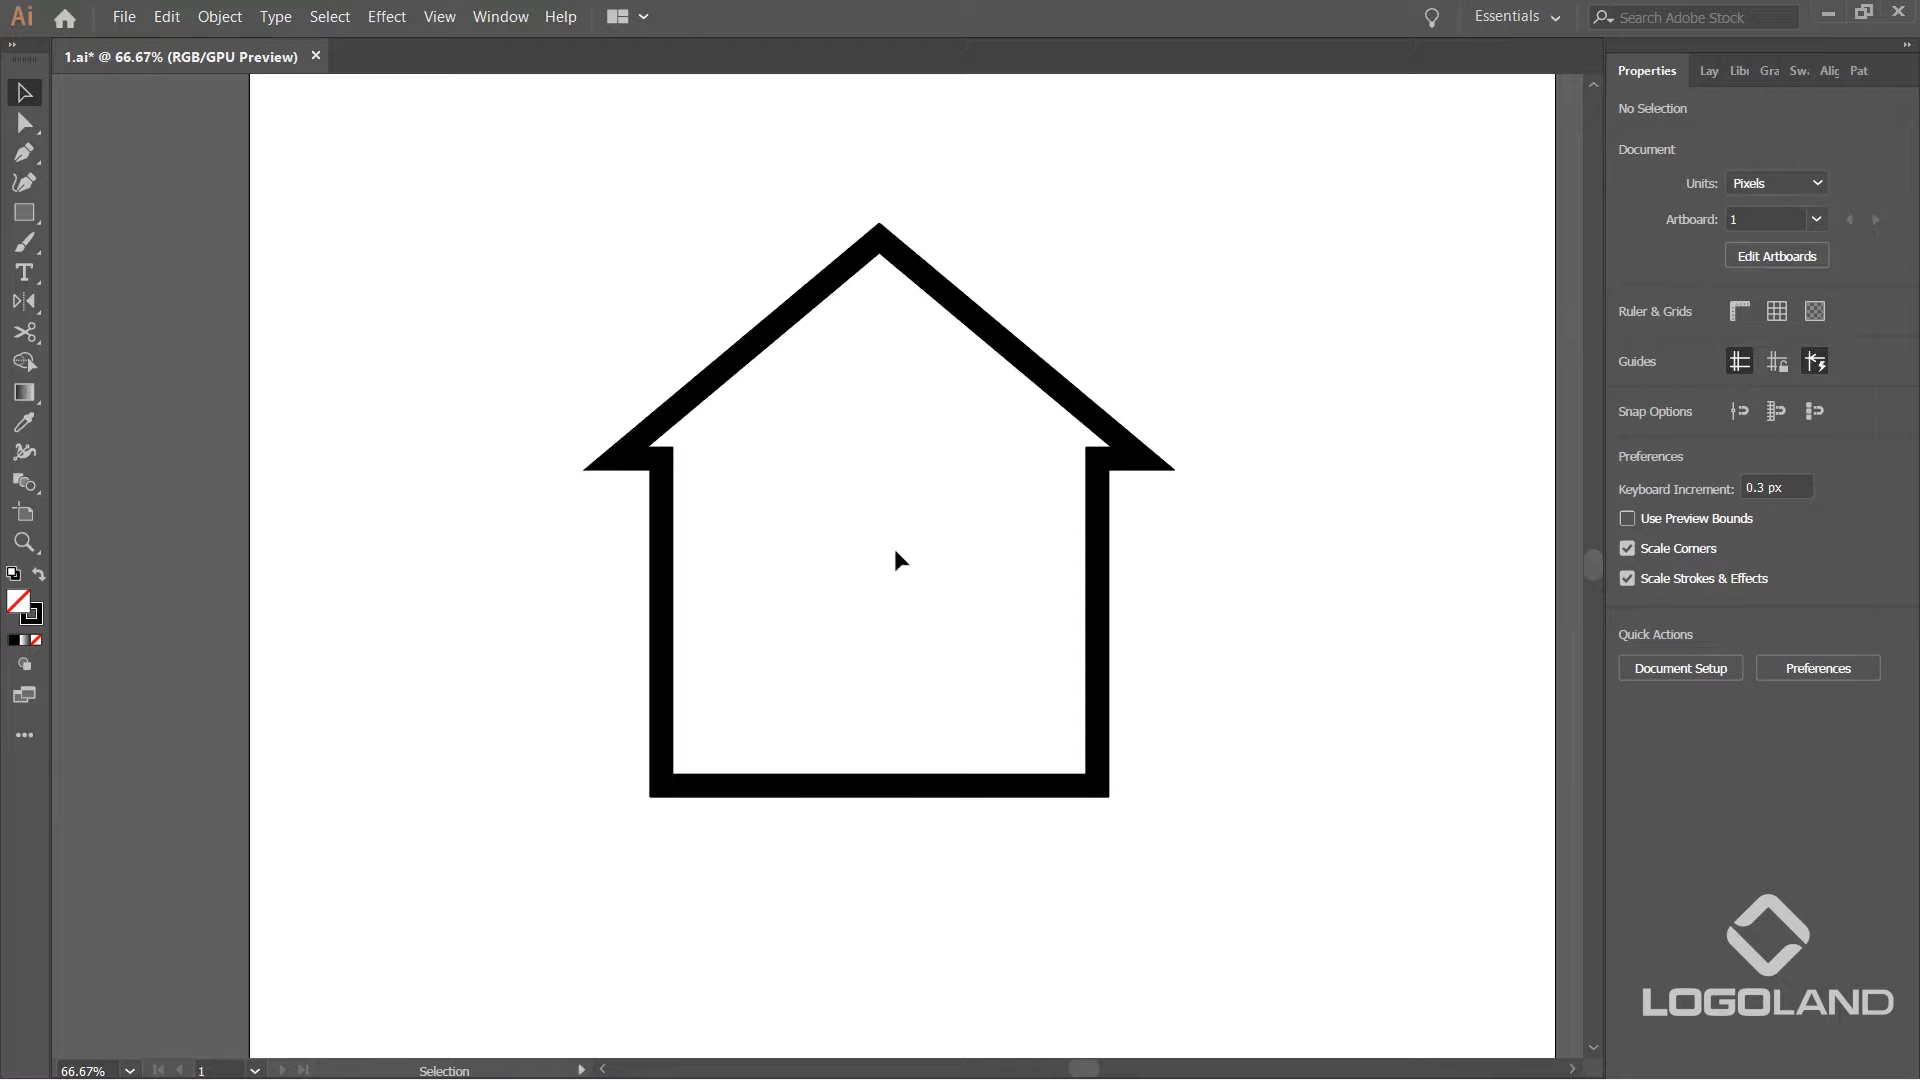 Ai File Edit Object Type Select Effect View Window Help Essentials Search Adobe Stock
1.ai* @ 66.67% (RGB/GPU Preview) ×
Properties Lay Libr Gra Swa Alig Pat
No Selection
Document
Units: Pixels
Artboard: 1
Edit Artboards
Ruler & Grids
Guides
Snap Options
Preferences
Keyboard Increment: 0.3 px
Use Preview Bounds
Scale Corners
Scale Strokes & Effects
Quick Actions
Document Setup Preferences
LOGOLAND
66.67% 1 Selection